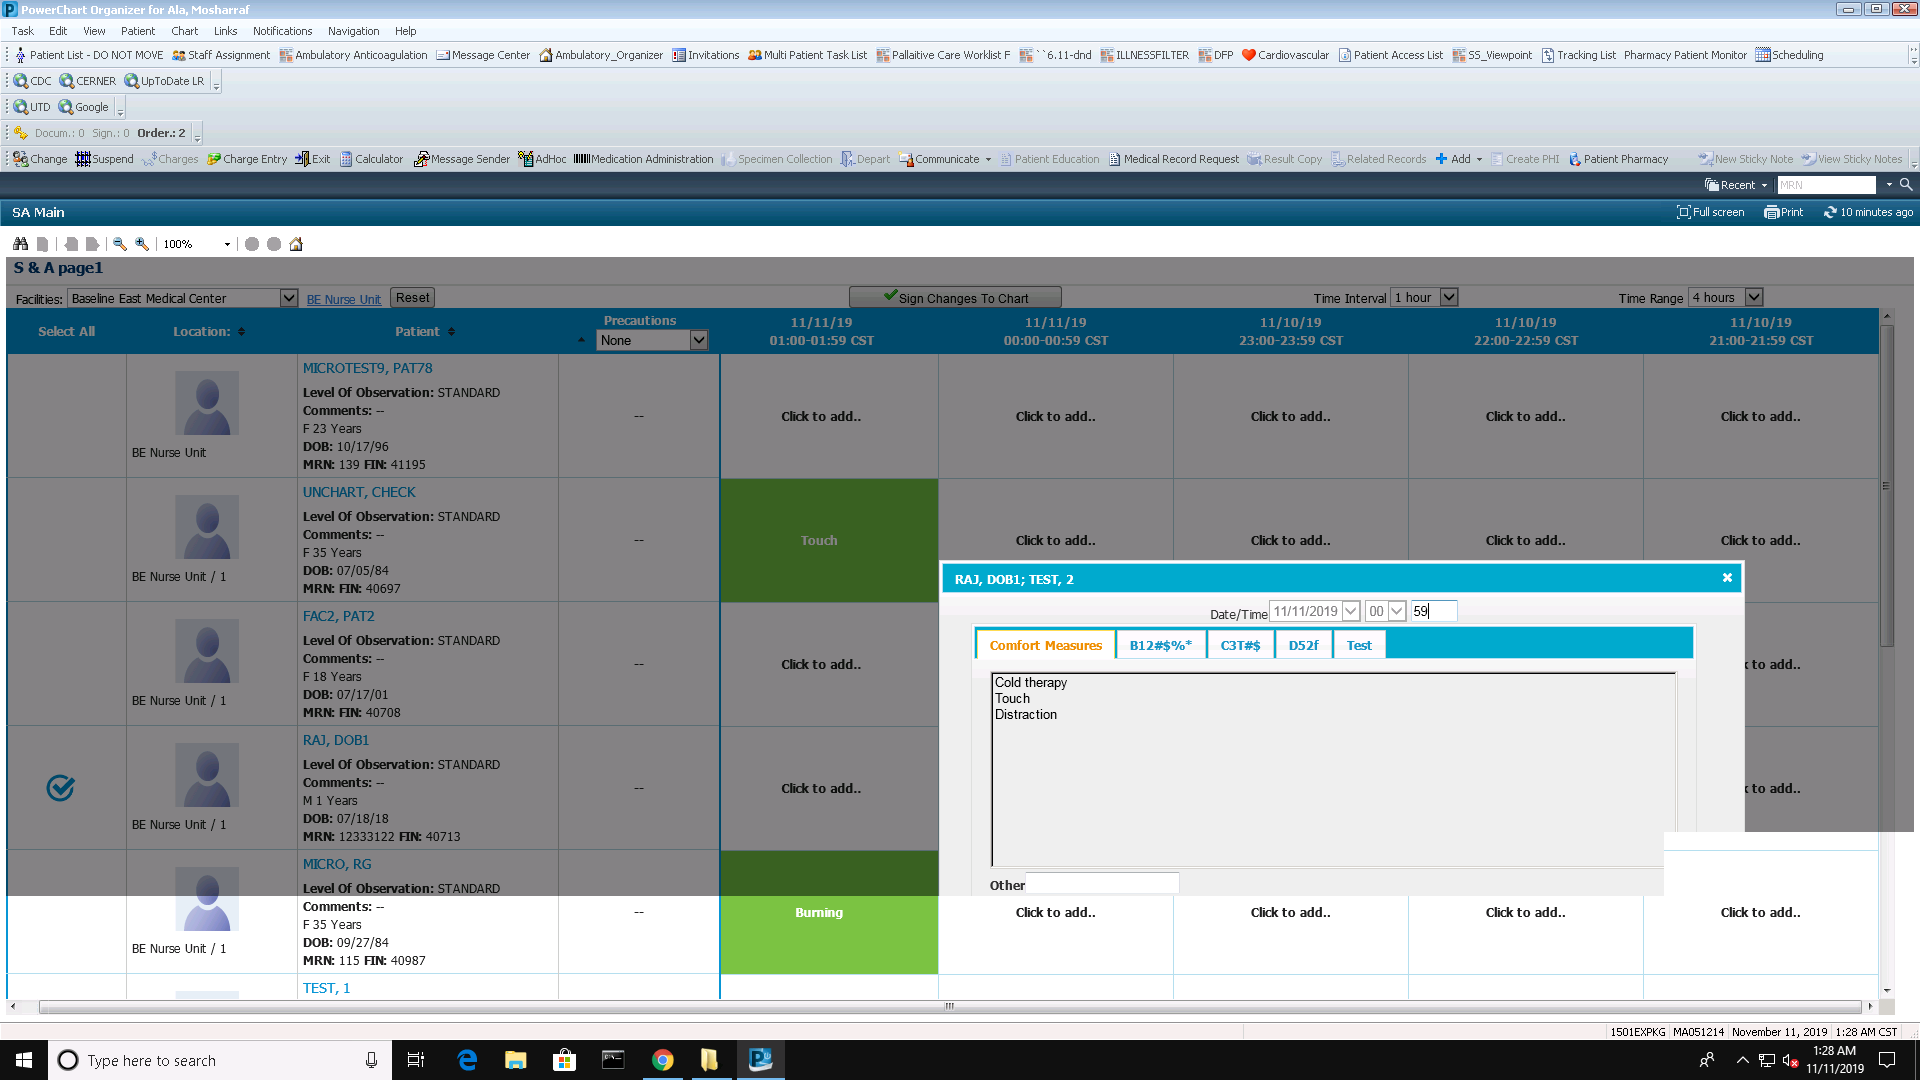 PowerChart Organizer for Ala, Mosharraf
Task Edit View Patient Chart Links Notifications Navigation Help
Patient List - DO NOT MOVE Staff Assignment Ambulatory Anticoagulation Message Center Ambulatory_Organizer Invitations Multi Patient Task List Pallaitive Care Worklist F ``6.11-dnd ILLNESSFILTER DFP Cardiovascular Patient Access List SS_Viewpoint Tracking List Pharmacy Patient Monitor Scheduling
CDC CERNER UpToDate LR
UTD Google
Docum.: 0 Sign.: 0 Order.: 2
Change Suspend Charges Charge Entry Exit Calculator Message Sender AdHoc Medication Administration Specimen Collection Depart Communicate Patient Education Medical Record Request Result Copy Related Records Add Create PHI Patient Pharmacy New Sticky Note View Sticky Notes
Recent MRN
SA Main Full screen Print 10 minutes ago
100%
S & A page1
Facilities: Baseline East Medical Center BE Nurse Unit Reset Sign Changes To Chart Time Interval 1 hour Time Range 4 hours
Select All Location: Patient Precautions None
11/11/19 01:00-01:59 CST
11/11/19 00:00-00:59 CST
11/10/19 23:00-23:59 CST
11/10/19 22:00-22:59 CST
11/10/19 21:00-21:59 CST
MICROTEST9, PAT78
Level Of Observation: STANDARD
Comments: --
F 23 Years
DOB: 10/17/96
MRN: 139 FIN: 41195
BE Nurse Unit
-- Click to add.. Click to add.. Click to add.. Click to add.. Click to add..
UNCHART, CHECK
Level Of Observation: STANDARD
Comments: --
F 35 Years
DOB: 07/05/84
MRN: FIN: 40697
BE Nurse Unit / 1
-- Touch Click to add.. Click to add.. Click to add.. Click to add..
FAC2, PAT2
Level Of Observation: STANDARD
Comments: --
F 18 Years
DOB: 07/17/01
MRN: FIN: 40708
BE Nurse Unit / 1
-- Click to add.. to add..
RAJ, DOB1
Level Of Observation: STANDARD
Comments: --
M 1 Years
DOB: 07/18/18
MRN: 12333122 FIN: 40713
BE Nurse Unit / 1
-- Click to add.. to add..
MICRO, RG
Level Of Observation: STANDARD
Comments: --
F 35 Years
DOB: 09/27/84
MRN: 115 FIN: 40987
BE Nurse Unit / 1
-- Burning Click to add.. Click to add.. Click to add.. Click to add..
TEST, 1
RAJ, DOB1; TEST, 2
Date/Time 11/11/2019 00 59
Comfort Measures B12#$%* C3T#$ D52f Test
Cold therapy
Touch
Distraction
Other
1501EXPKG MA051214 November 11, 2019 1:28 AM CST
Type here to search
1:28 AM
11/11/2019